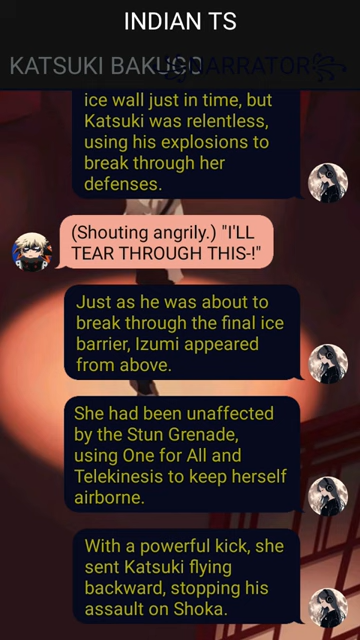 INDIAN TS
KATSUKI BAKUGO
꧁NARRATOR꧂
ice wall just in time, but
Katsuki was relentless,
using his explosions to
break through her
defenses.
(Shouting angrily.) "I'LL
TEAR THROUGH THIS-!"
Just as he was about to
break through the final ice
barrier, Izumi appeared
from above.
She had been unaffected
by the Stun Grenade,
using One for All and
Telekinesis to keep herself
airborne.
With a powerful kick, she
sent Katsuki flying
backward, stopping his
assault on Shoka.